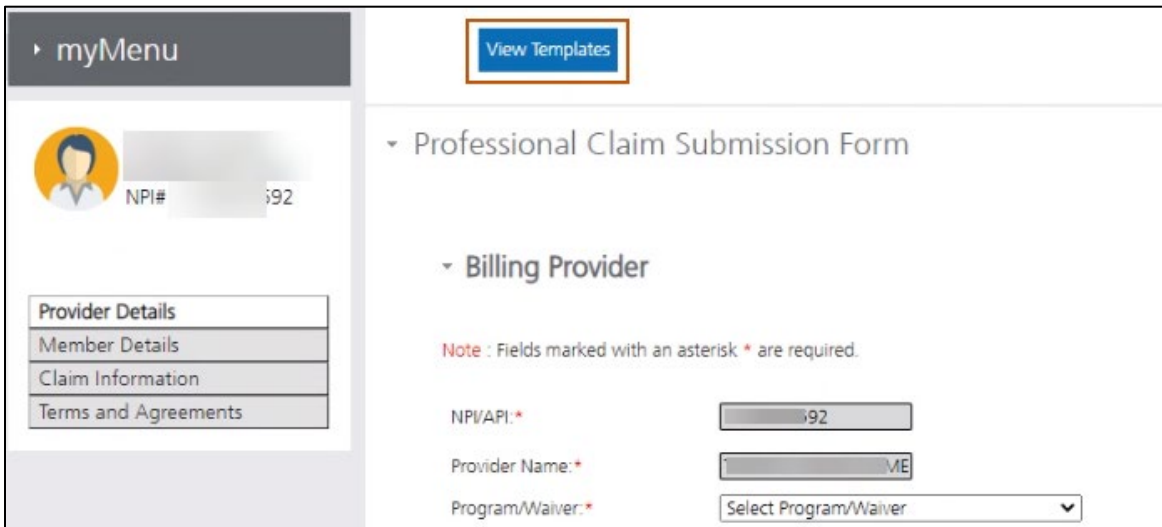 myMenu
View Templates
NPI# 592
Provider Details
Member Details
Claim Information
Terms and Agreements
Professional Claim Submission Form
Billing Provider
Note : Fields marked with an asterisk * are required.
NPI/API:* 592
Provider Name:* ME
Program/Waiver:* Select Program/Waiver